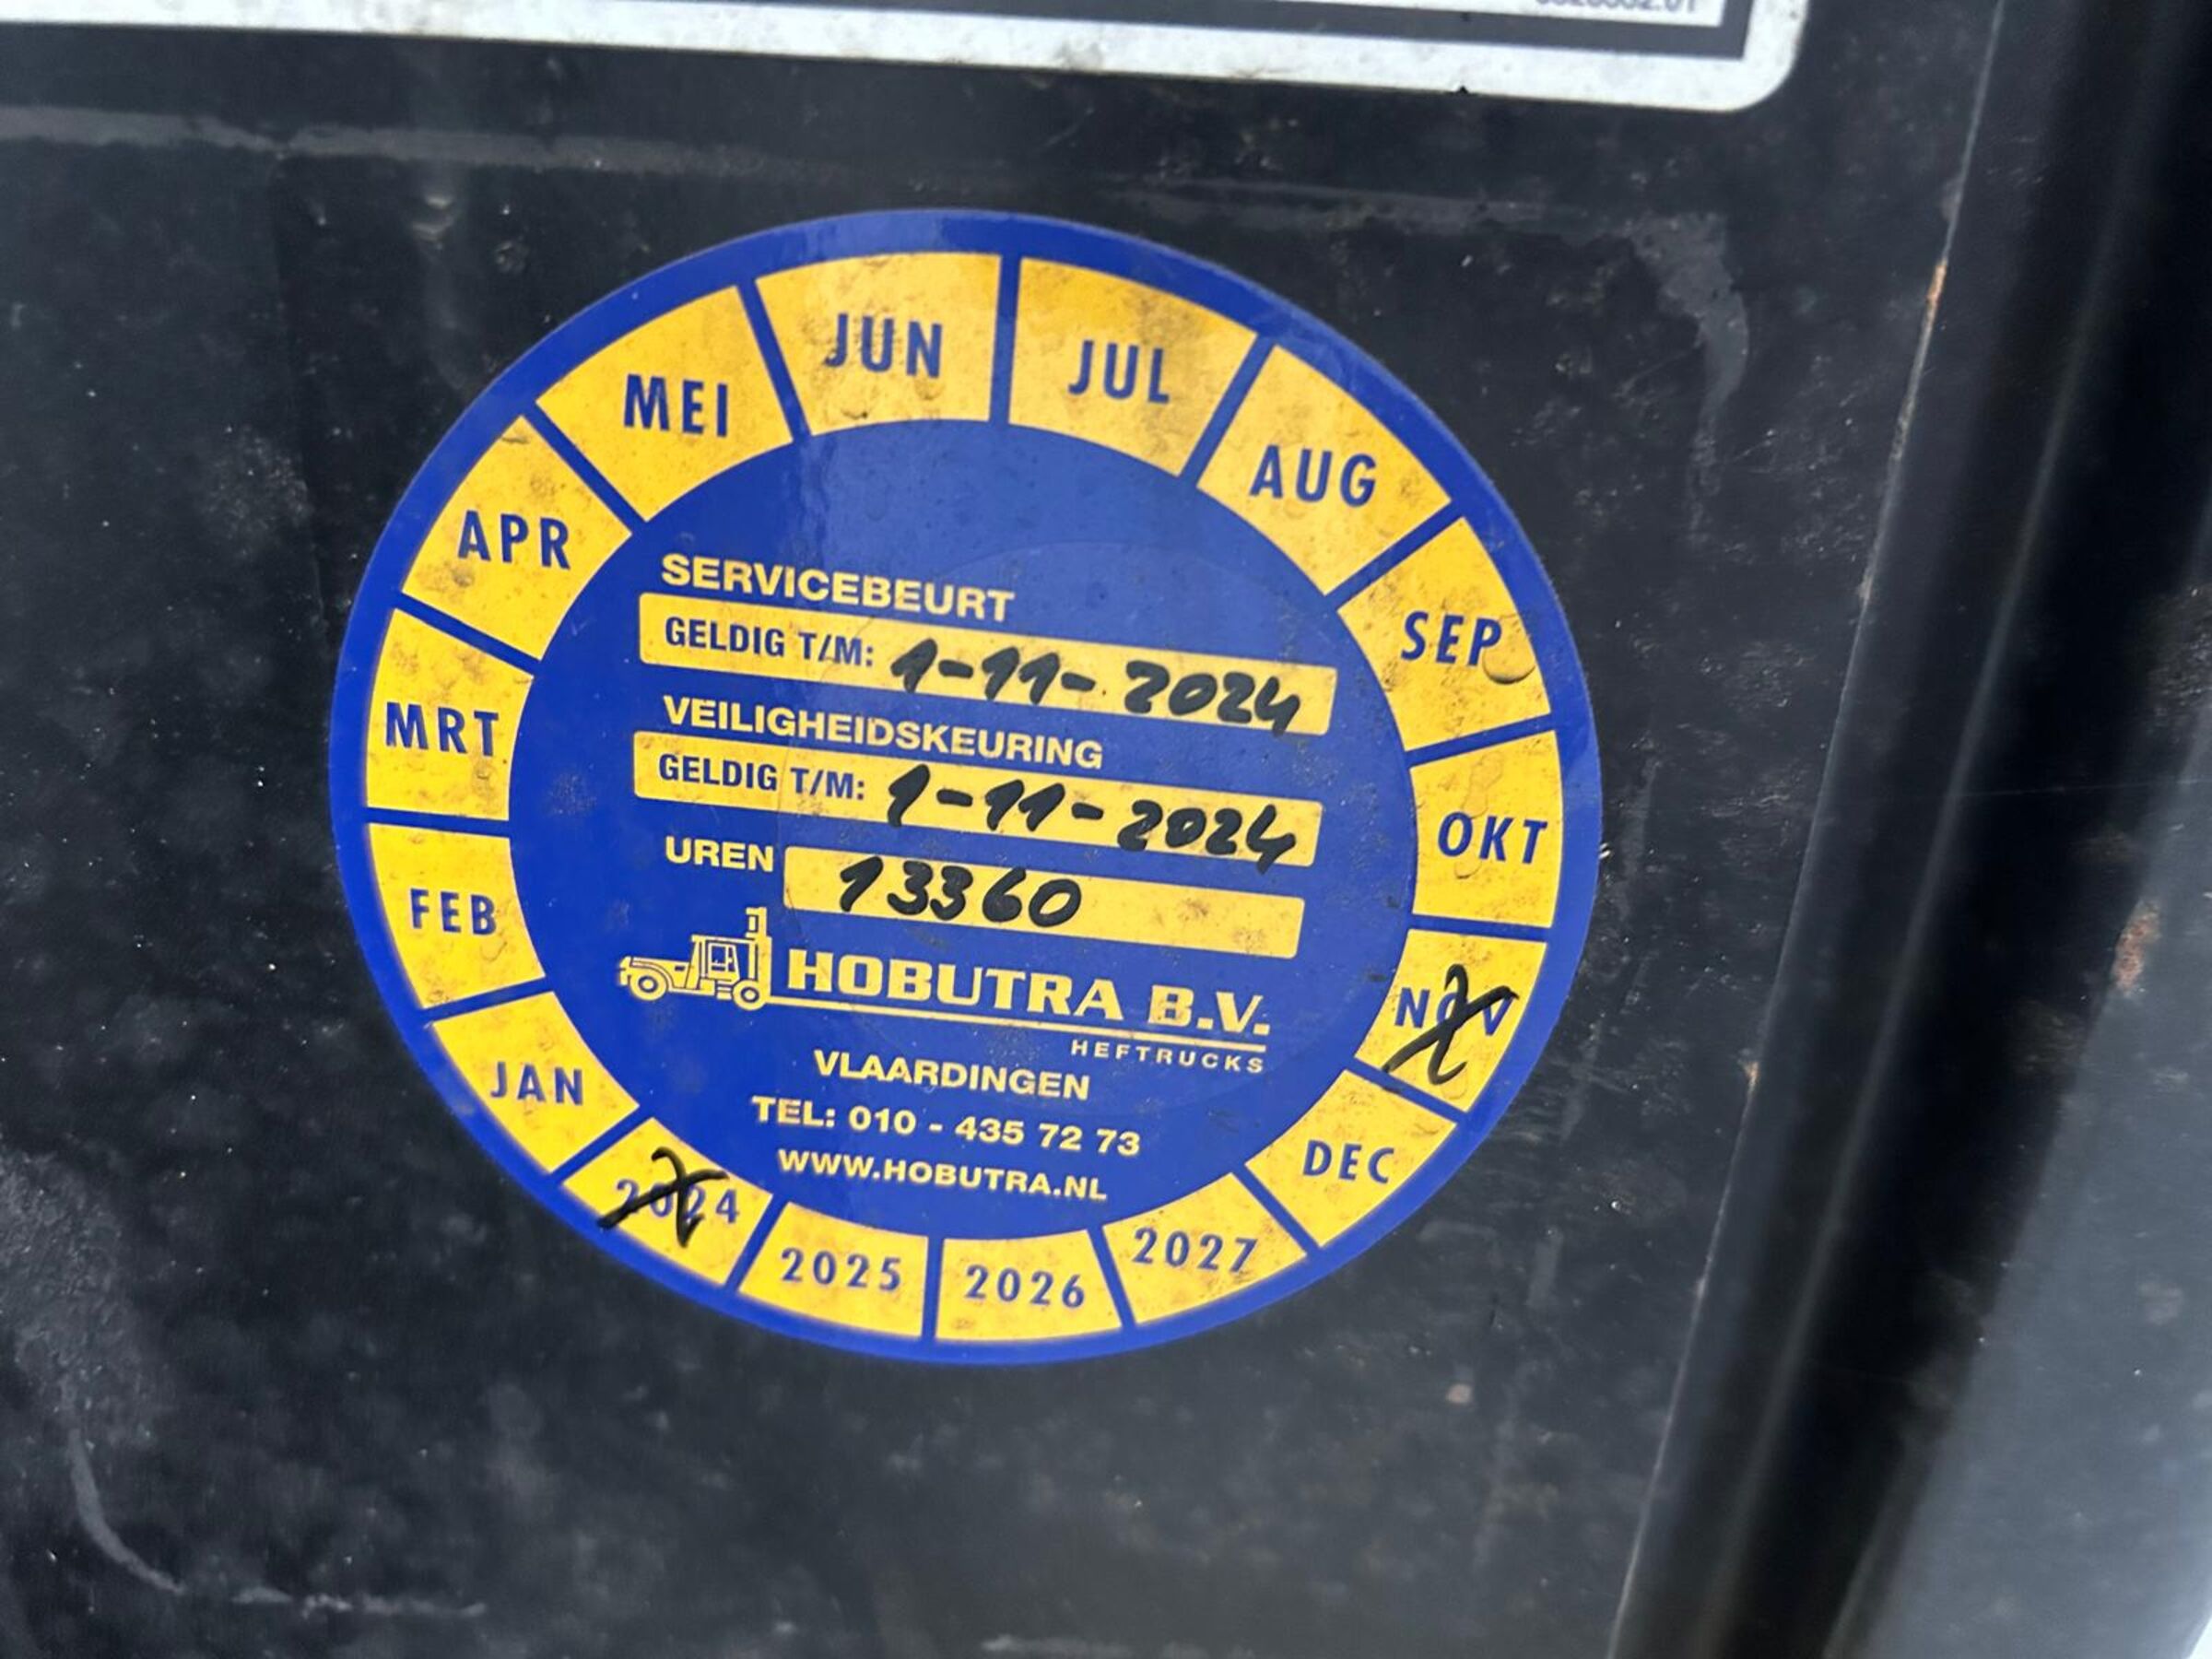 JAN
FEB
MRT
APR
MEI
JUN
JUL
AUG
SEP
OKT
NOV
DEC
2024
2025
2026
2027
SERVICEBEURT
GELDIG T/M: 1-11-2024
VEILIGHEIDSKEURING
GELDIG T/M: 1-11-2024
UREN 13360
HOBUTRA B.V.
HEFTRUCKS
VLAARDINGEN
TEL: 010 - 435 72 73
WWW.HOBUTRA.NL